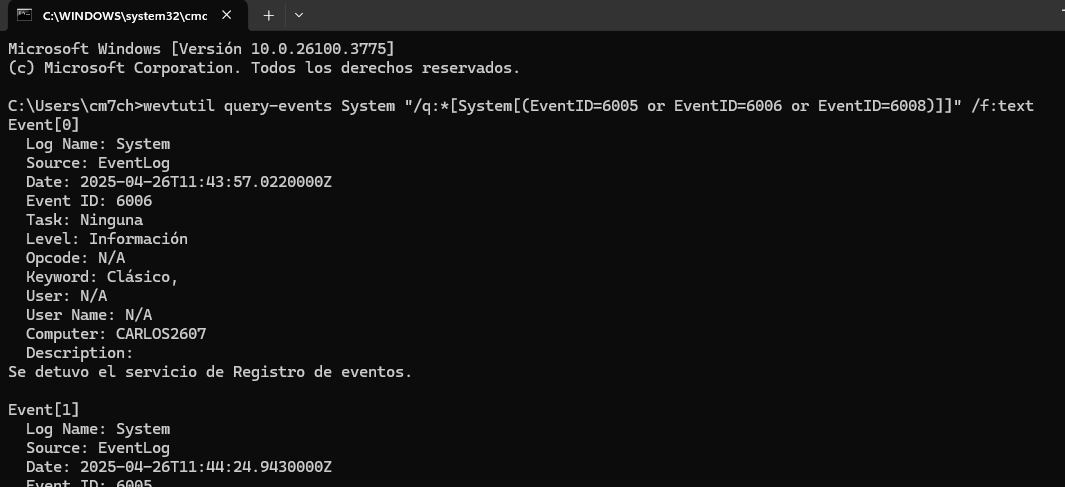 C:\WINDOWS\system32\cmc
Microsoft Windows [Versión 10.0.26100.3775]
(c) Microsoft Corporation. Todos los derechos reservados.
C:\Users\cm7ch>wevtutil query-events System "/q:*[System[(EventID=6005 or EventID=6006 or EventID=6008)]]" /f:text
Event[0]
Log Name: System
Source: EventLog
Date: 2025-04-26T11:43:57.0220000Z
Event ID: 6006
Task: Ninguna
Level: Información
Opcode: N/A
Keyword: Clásico,
User: N/A
User Name: N/A
Computer: CARLOS2607
Description:
Se detuvo el servicio de Registro de eventos.
Event[1]
Log Name: System
Source: EventLog
Date: 2025-04-26T11:44:24.9430000Z
Event ID: 6005